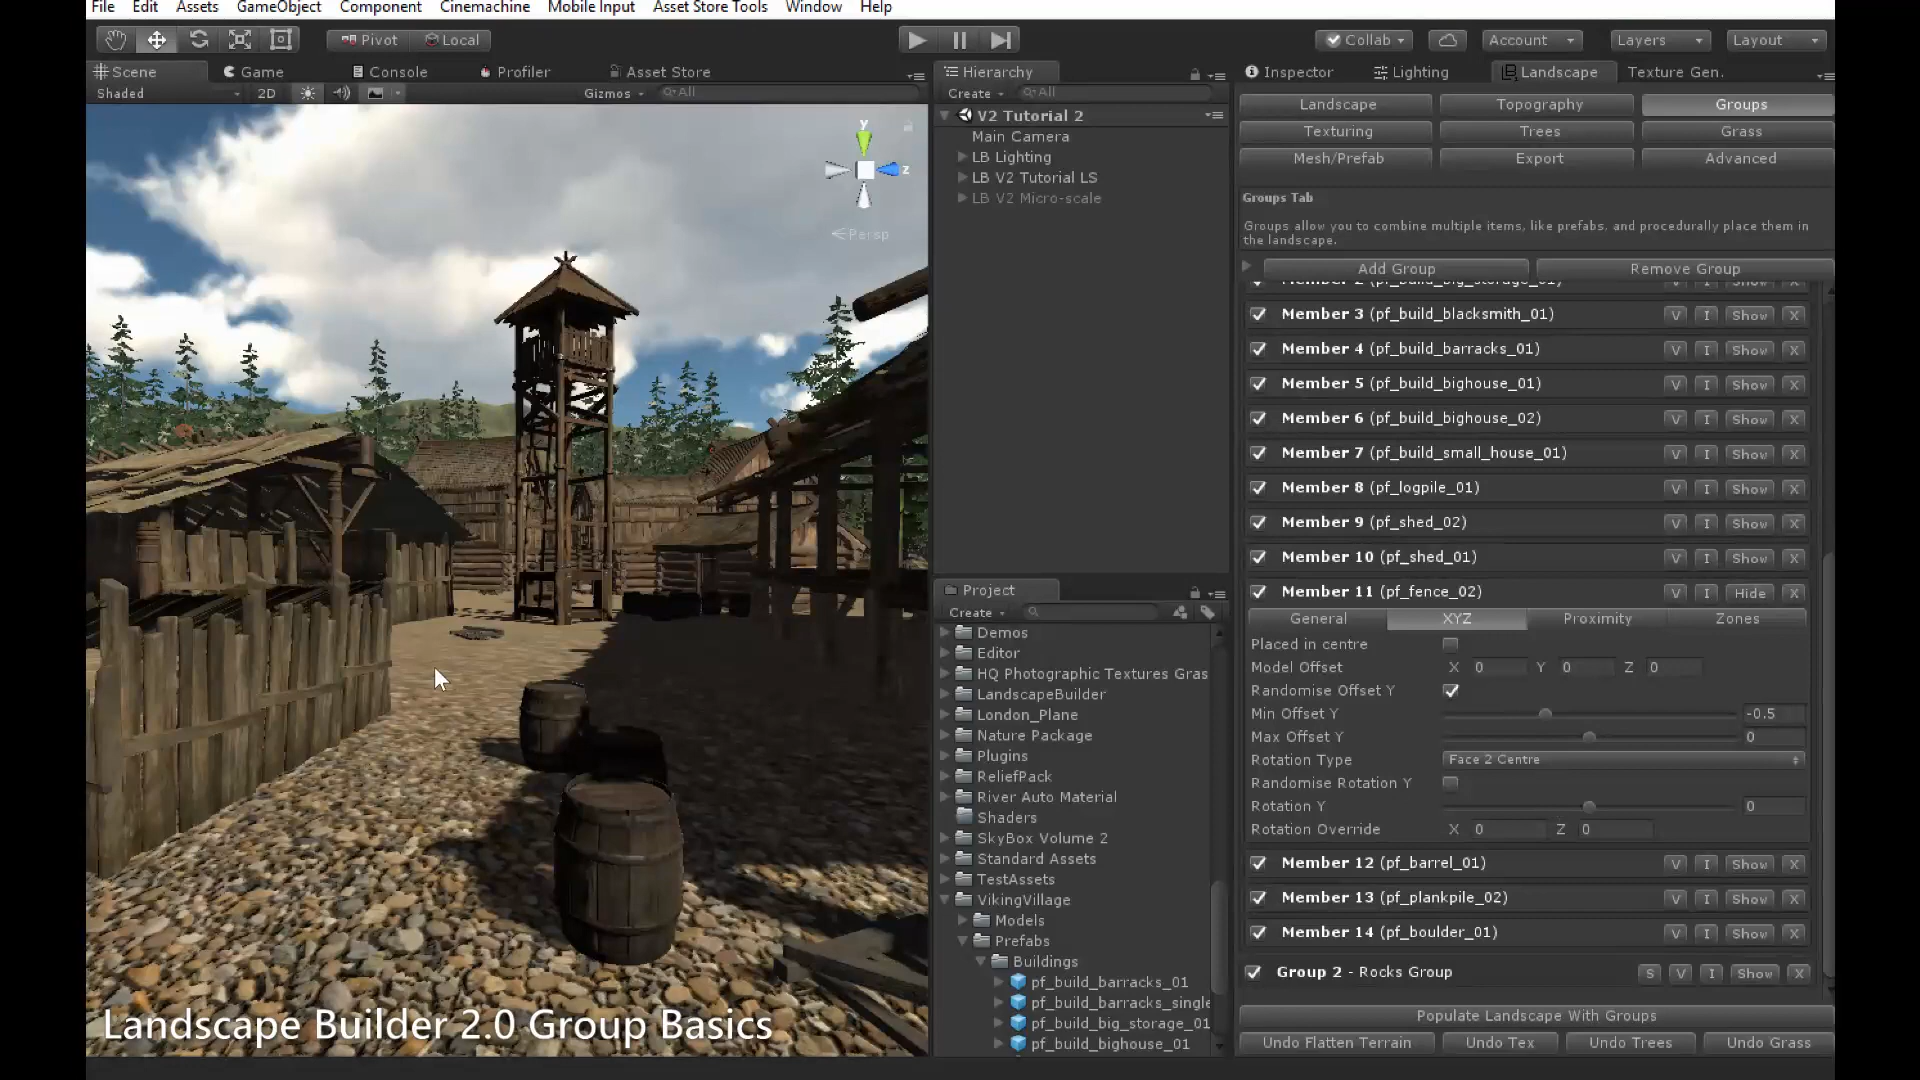 File Edit Assets GameObject Component Cinemachine Mobile Input Asset Store Tools Window Help
Pivot Local Collab Account Layers Layout
Scene Game Console Profiler Asset Store
Shaded 2D Gizmos All
y
z
Persp
Landscape Builder 2.0 Group Basics
Hierarchy
Create All
V2 Tutorial 2
Main Camera
LB Lighting
LB V2 Tutorial LS
LB V2 Micro-scale
Project
Create
Demos
Editor
HQ Photographic Textures Gras
LandscapeBuilder
London_Plane
Nature Package
Plugins
ReliefPack
River Auto Material
Shaders
SkyBox Volume 2
Standard Assets
TestAssets
VikingVillage
Models
Prefabs
Buildings
pf_build_barracks_01
pf_build_barracks_single
pf_build_big_storage_01
pf_build_bighouse_01
Inspector Lighting Landscape Texture Gen.
Landscape Topography Groups
Texturing Trees Grass
Mesh/Prefab Export Advanced
Groups Tab
Groups allow you to combine multiple items, like prefabs, and procedurally place them in
the landscape.
Add Group Remove Group
Member 2 (pf_build_big_storage_01) V I Show X
Member 3 (pf_build_blacksmith_01) V I Show X
Member 4 (pf_build_barracks_01) V I Show X
Member 5 (pf_build_bighouse_01) V I Show X
Member 6 (pf_build_bighouse_02) V I Show X
Member 7 (pf_build_small_house_01) V I Show X
Member 8 (pf_logpile_01) V I Show X
Member 9 (pf_shed_02) V I Show X
Member 10 (pf_shed_01) V I Show X
Member 11 (pf_fence_02) V I Hide X
General XYZ Proximity Zones
Placed in centre
Model Offset X 0 Y 0 Z 0
Randomise Offset Y
Min Offset Y -0.5
Max Offset Y 0
Rotation Type Face 2 Centre
Randomise Rotation Y
Rotation Y 0
Rotation Override X 0 Z 0
Member 12 (pf_barrel_01) V I Show X
Member 13 (pf_plankpile_02) V I Show X
Member 14 (pf_boulder_01) V I Show X
Group 2 - Rocks Group S V I Show X
Populate Landscape With Groups
Undo Flatten Terrain Undo Tex Undo Trees Undo Grass